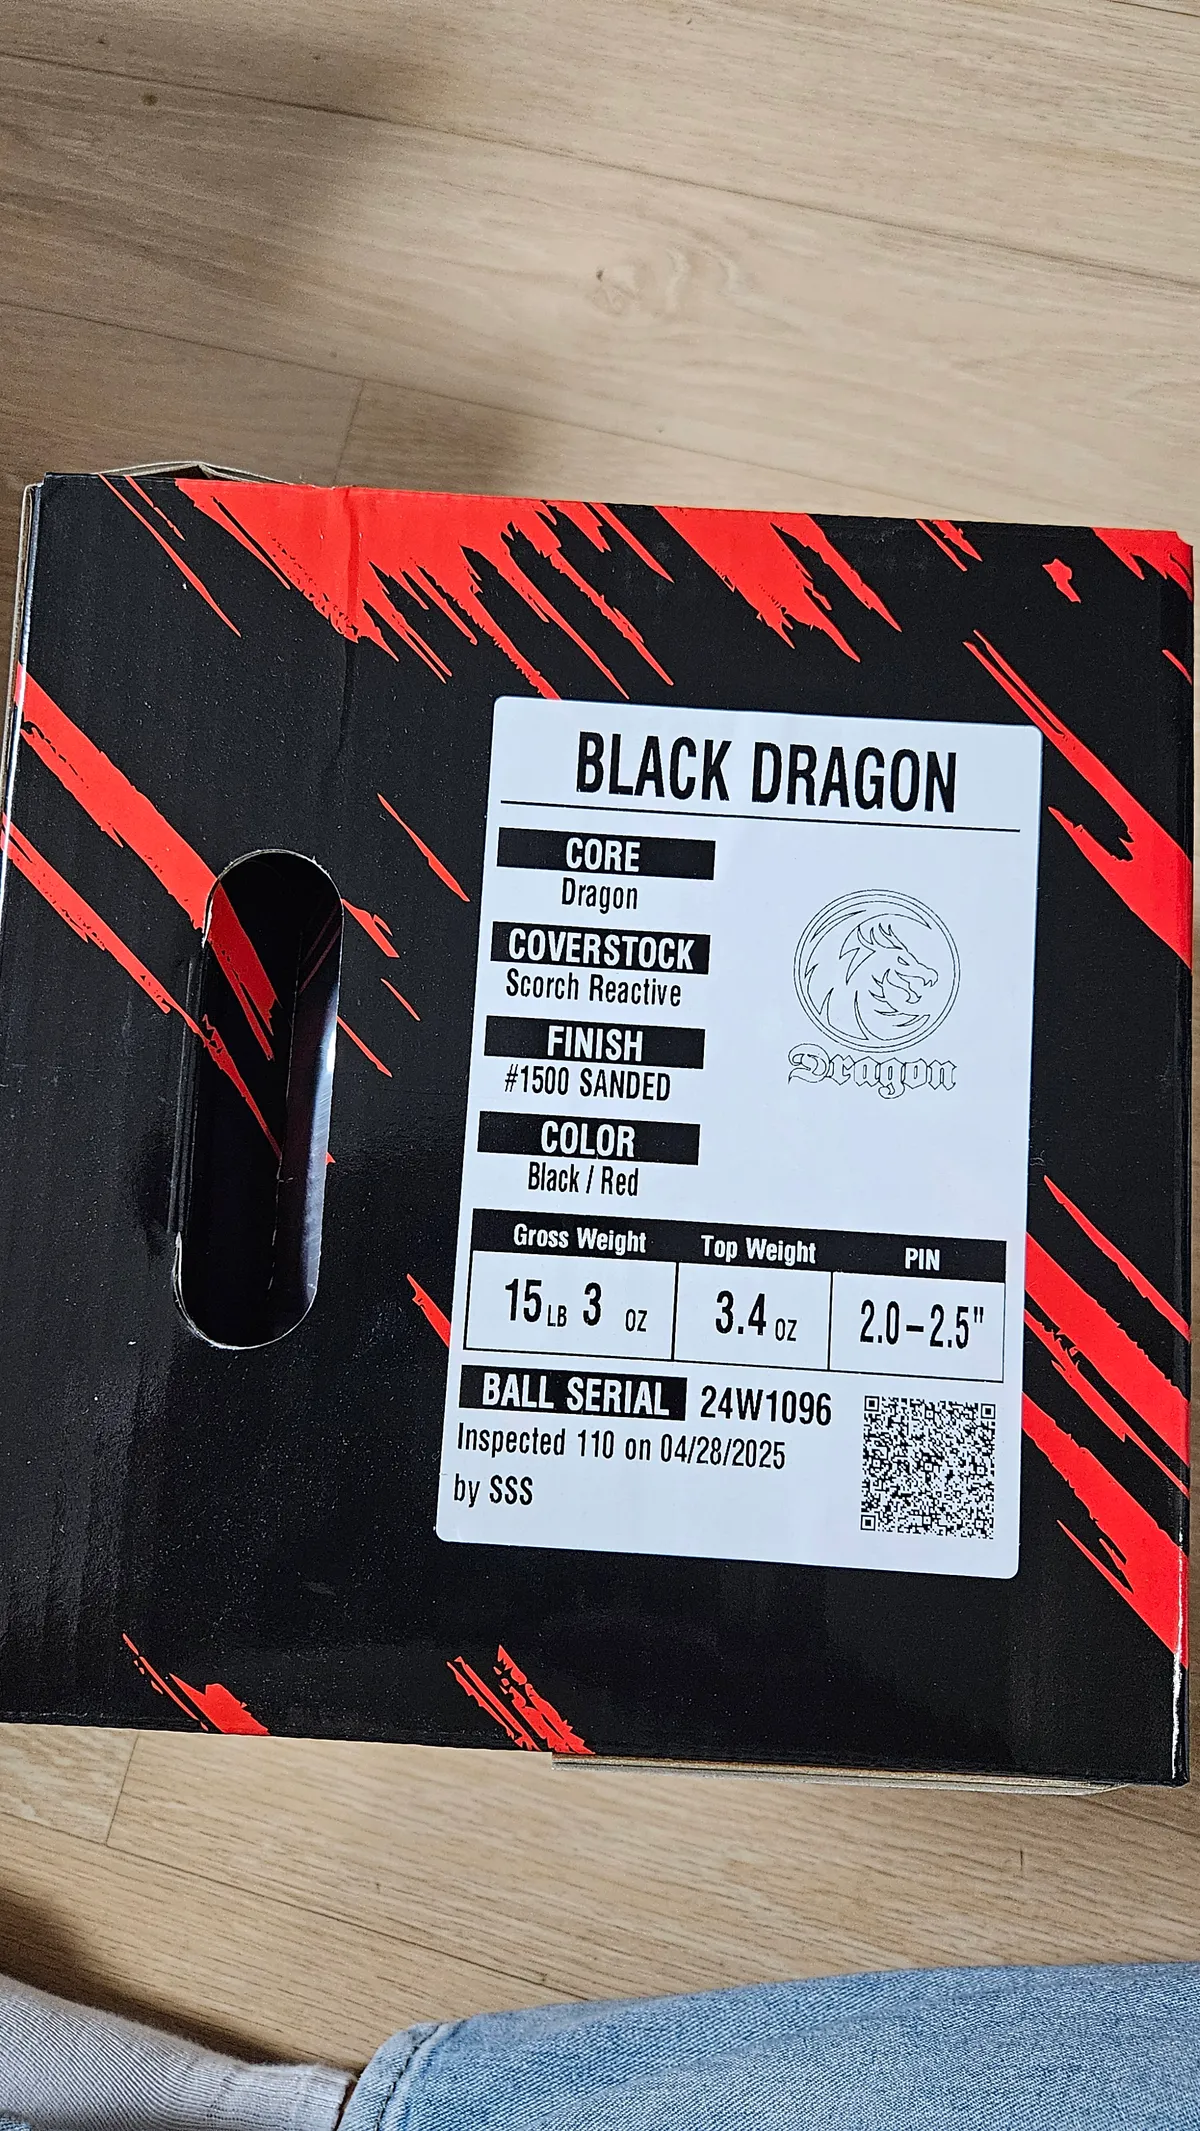 BLACK DRAGON
CORE
Dragon
COVERSTOCK
Scorch Reactive
FINISH
#1500 SANDED
COLOR
Black / Red
Dragon
Gross Weight Top Weight PIN
15 LB 3 OZ 3.4 OZ 2.0-2.5"
BALL SERIAL 24W1096
Inspected 110 on 04/28/2025
by SSS